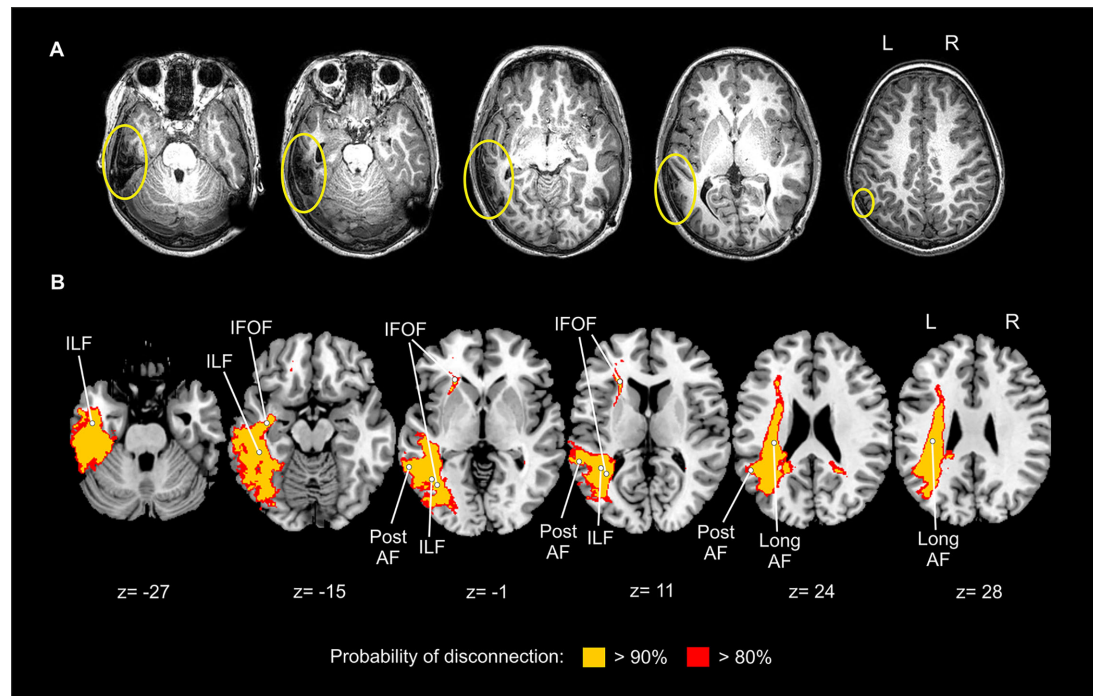 A
L R
B
ILF
ILF
IFOF
IFOF
IFOF
L R
Post
AF
ILF
Post
AF
ILF
Post
AF
Long
AF
Long
AF
z= -27
z= -15
z= -1
z= 11
z= 24
z= 28
Probability of disconnection: > 90% > 80%